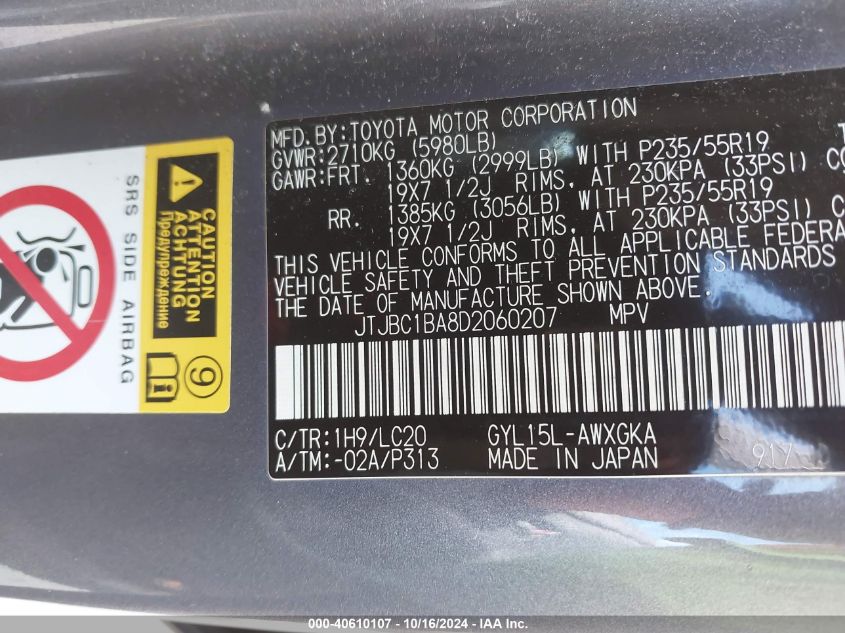 MFD.BY:TOYOTA MOTOR CORPORATION
GVWR:2710KG (5980LB)
GAWR:FRT. 1360KG (2999LB) WITH P235/55R19
19X7 1/2J RIMS, AT 230KPA (33PSI)
RR. 1385KG (3056LB) WITH P235/55R19
19X7 1/2J RIMS, AT 230KPA (33PSI)
THIS VEHICLE CONFORMS TO ALL APPLICABLE FEDERA
VEHICLE SAFETY AND THEFT PREVENTION STANDARDS
THE DATE OF MANUFACTURE SHOWN ABOVE.
JTJBC1BA8D2060207 MPV
C/TR:1H9/LC20 GYL15L-AWXGKA
A/TM:-02A/P313 MADE IN JAPAN 917
SRS SIDE AIRBAG
CAUTION
ATTENTION
ACHTUNG
Предупреждение
9
i
000-40610107 - 10/16/2024 - IAA Inc.